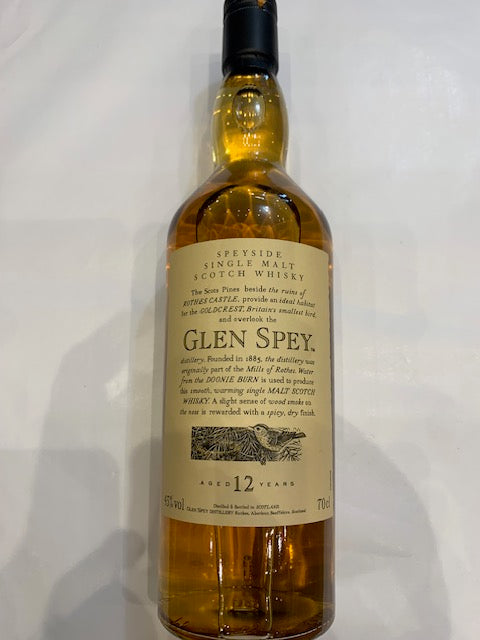 SPEYSIDE
SINGLE MALT
SCOTCH WHISKY
The Scots Pines beside the ruins of
ROTHES CASTLE, provide an ideal habitat
for the GOLDCREST, Britain's smallest bird,
and overlook the
GLEN SPEY™
distillery. Founded in 1885, the distillery was
originally part of the Mills of Rothes. Water
from the DOONIE BURN is used to produce
this smooth, warming single MALT SCOTCH
WHISKY. A slight sense of wood smoke on
the nose is rewarded with a spicy, dry finish.
AGED 12 YEARS
43% vol
Distilled & Bottled in SCOTLAND
GLEN SPEY DISTILLERY Rothes, Aberlour, Banffshire, Scotland
70cl